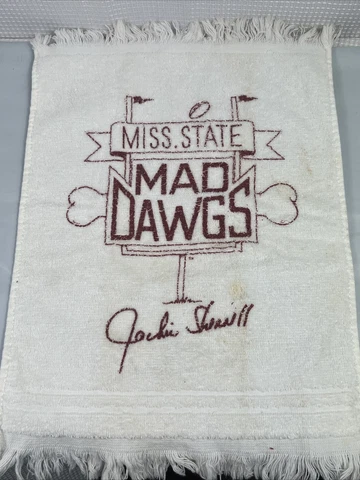 MISS. STATE
MAD
DAWGS
Jackie Sherrill